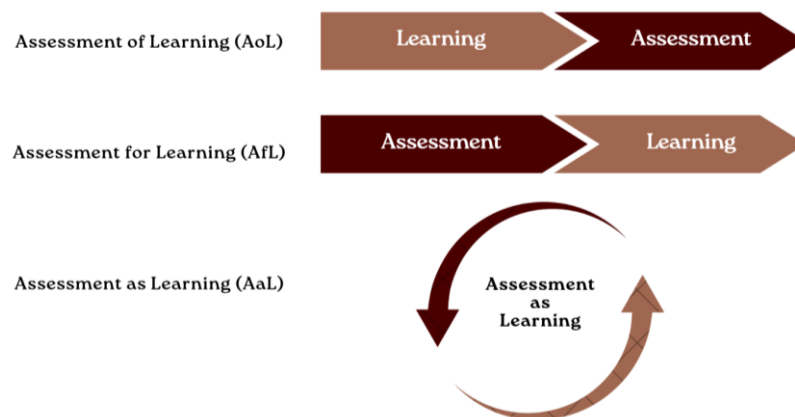 Assessment of Learning (AoL)
Learning
Assessment
Assessment for Learning (AfL)
Assessment
Learning
Assessment as Learning (AaL)
Assessment
as
Learning